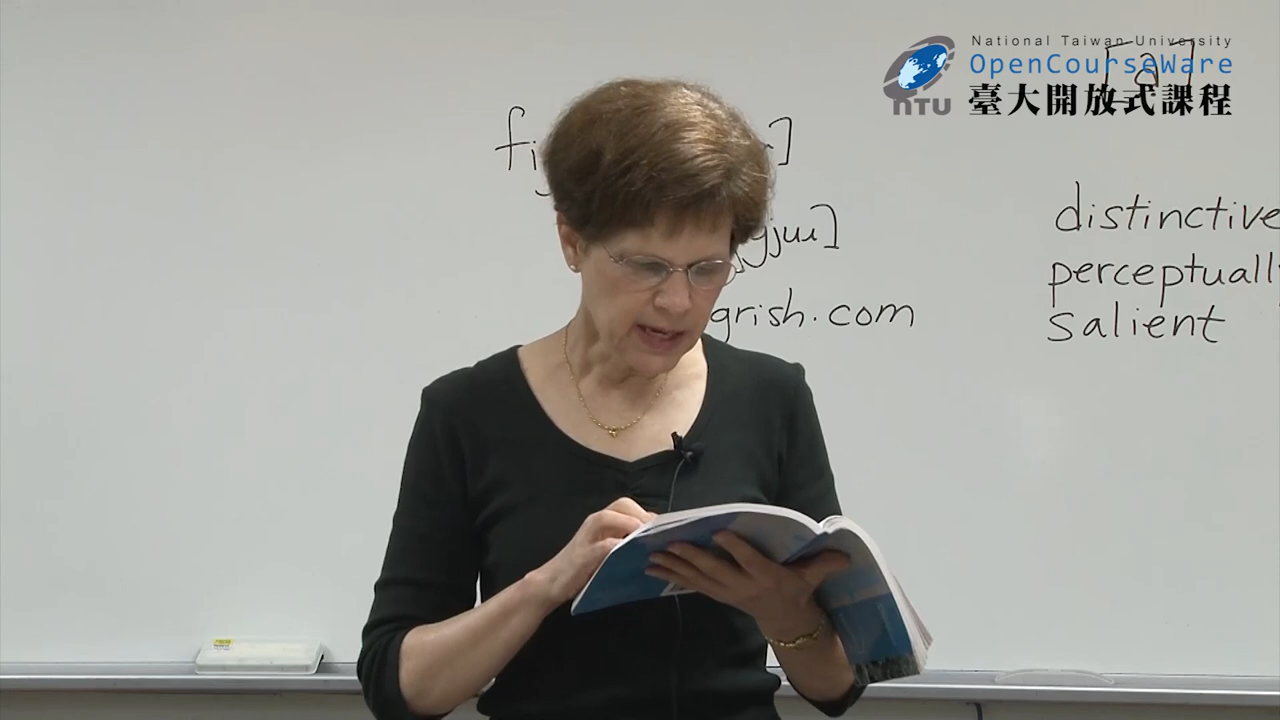 National Taiwan University
OpenCourseWare
臺大開放式課程
NTU
[a]
distinctive
perceptually
salient
grish.com